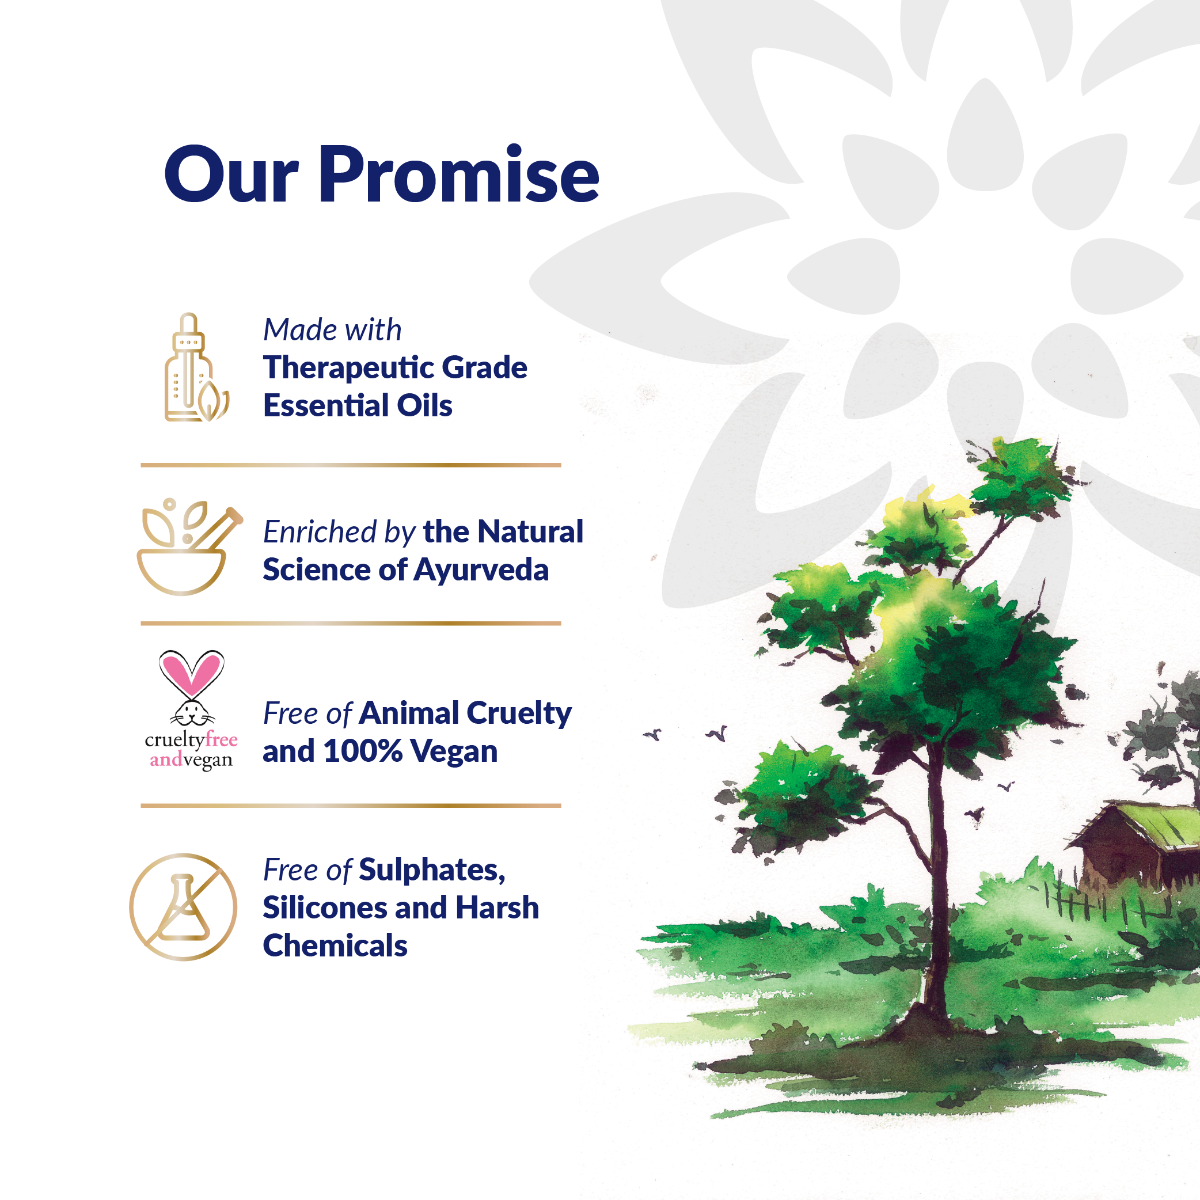 Our Promise
Made with
Therapeutic Grade
Essential Oils
Enriched by the Natural
Science of Ayurveda
crueltyfree
andvegan
Free of Animal Cruelty
and 100% Vegan
Free of Sulphates,
Silicones and Harsh
Chemicals